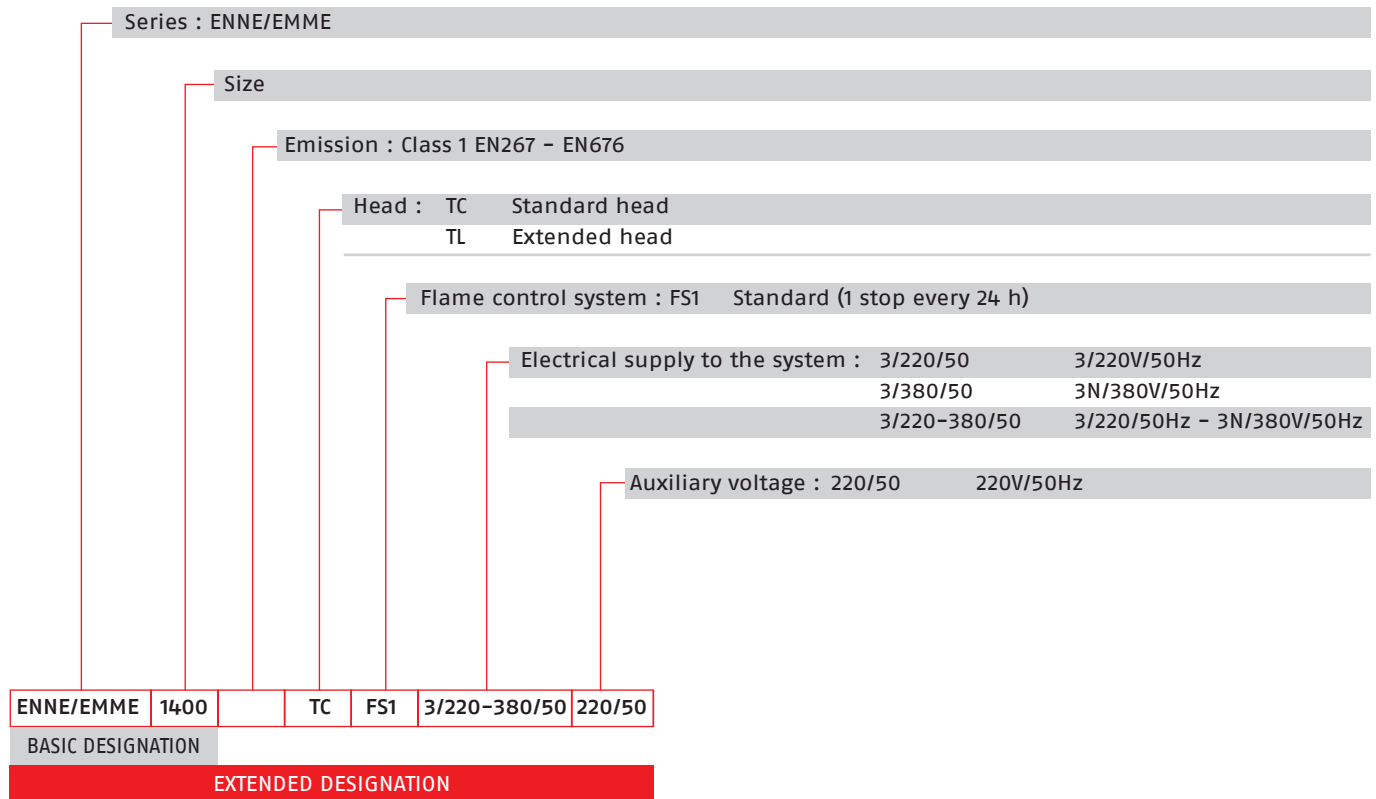 Series : ENNE/EMME
Size
Emission : Class 1 EN267 – EN676
Head : TC Standard head
TL Extended head
Flame control system : FS1 Standard (1 stop every 24 h)
Electrical supply to the system : 3/220/50 3/220V/50Hz
3/380/50 3N/380V/50Hz
3/220-380/50 3/220/50Hz – 3N/380V/50Hz
Auxiliary voltage : 220/50 220V/50Hz
ENNE/EMME 1400 TC FS1 3/220-380/50 220/50
BASIC DESIGNATION
EXTENDED DESIGNATION